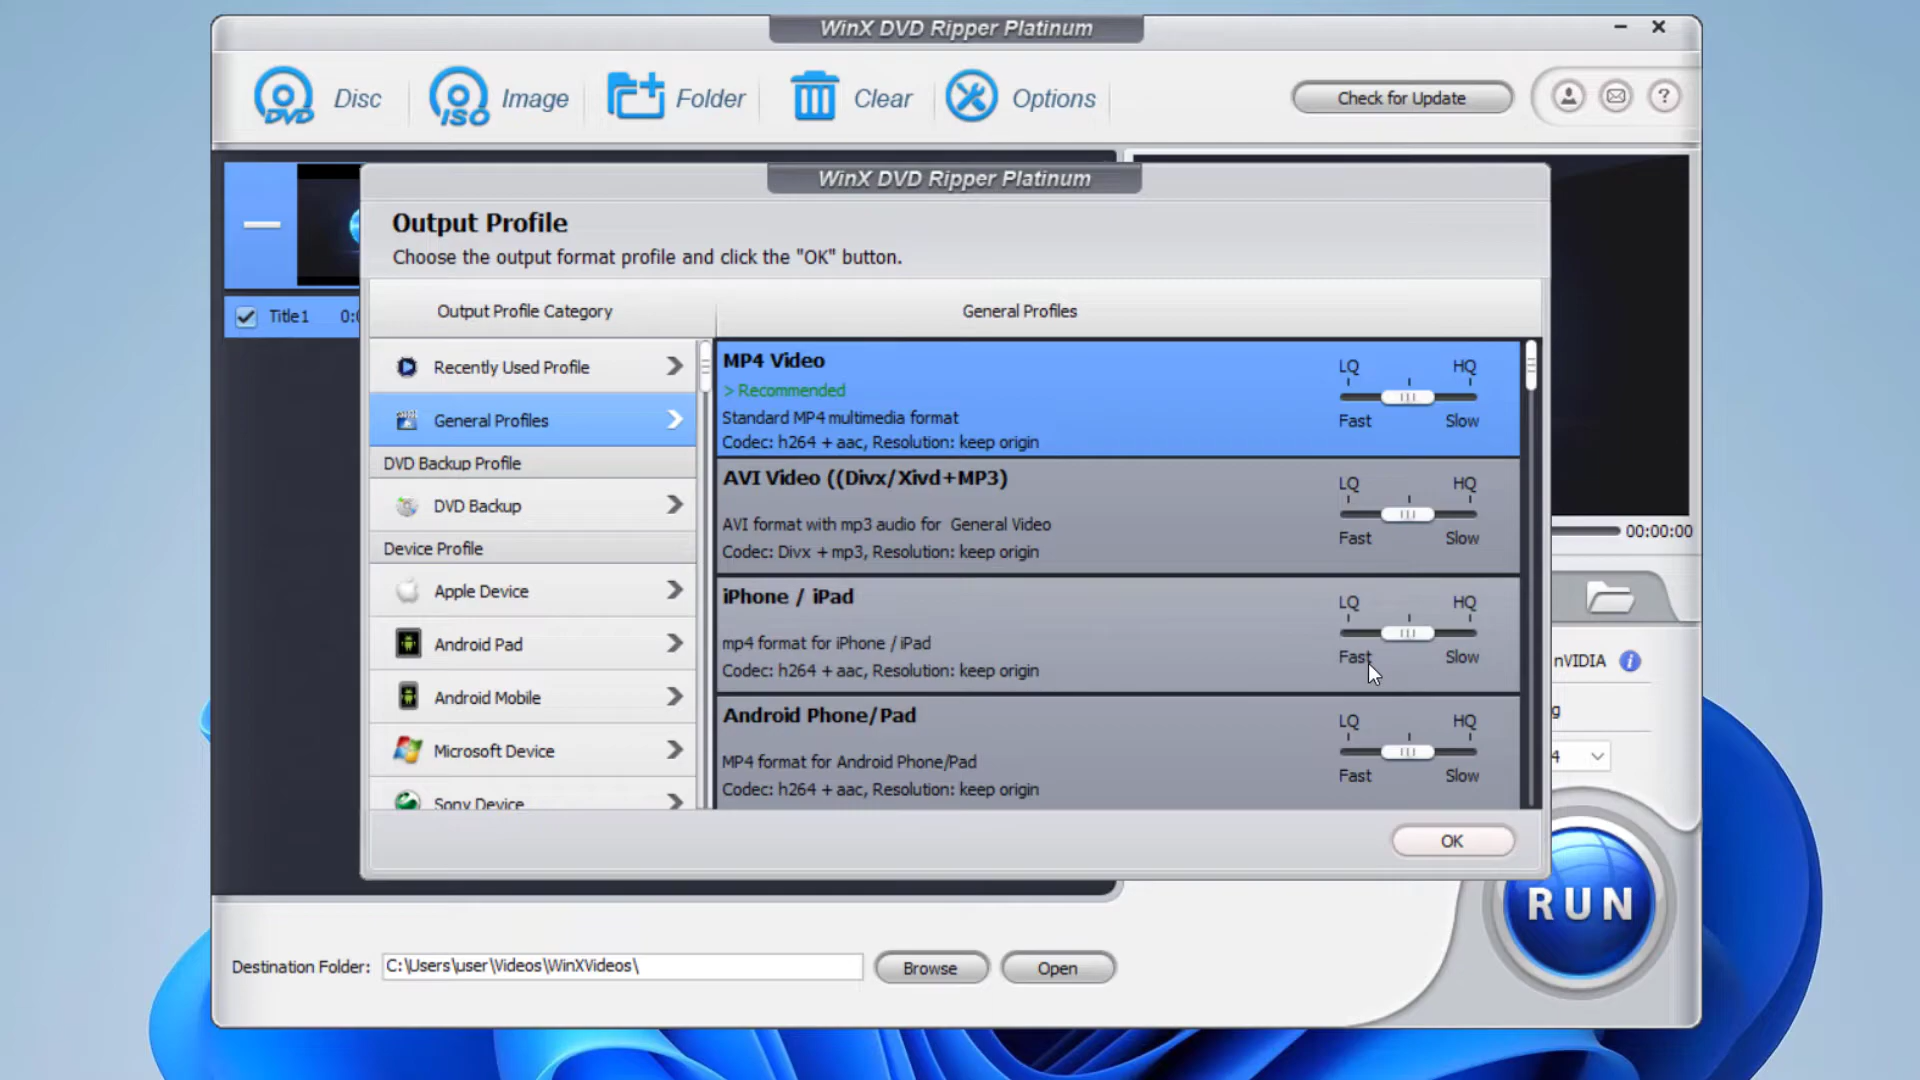 WinX DVD Ripper Platinum
DVD Disc
ISO Image
Folder
Clear
Options
Check for Update
?
WinX DVD Ripper Platinum
Output Profile
Choose the output format profile and click the "OK" button.
Output Profile Category
General Profiles
Title1
Recently Used Profile
General Profiles
DVD Backup Profile
DVD Backup
Device Profile
Apple Device
Android Pad
Android Mobile
Microsoft Device
Sony Device
MP4 Video
> Recommended
Standard MP4 multimedia format
Codec: h264 + aac, Resolution: keep origin
LQ HQ
Fast Slow
AVI Video ((Divx/Xivd+MP3)
AVI format with mp3 audio for General Video
Codec: Divx + mp3, Resolution: keep origin
LQ HQ
Fast Slow
iPhone / iPad
mp4 format for iPhone / iPad
Codec: h264 + aac, Resolution: keep origin
LQ HQ
Fast Slow
Android Phone/Pad
MP4 format for Android Phone/Pad
Codec: h264 + aac, Resolution: keep origin
LQ HQ
Fast Slow
OK
00:00:00
nVIDIA i
g
4
RUN
Destination Folder: C:\Users\user\Videos\WinXVideos\
Browse
Open